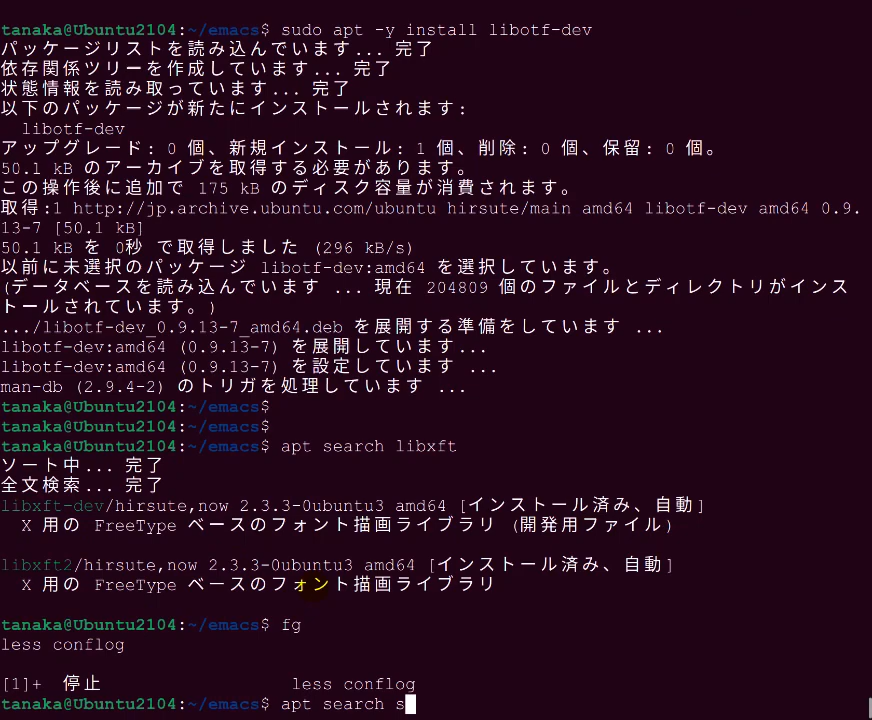 tanaka@Ubuntu2104:~/emacs$ sudo apt -y install libotf-dev
パッケージリストを読み込んでいます... 完了
依存関係ツリーを作成しています... 完了
状態情報を読み取っています... 完了
以下のパッケージが新たにインストールされます:
  libotf-dev
アップグレード: 0 個、新規インストール: 1 個、削除: 0 個、保留: 0 個。
50.1 kB のアーカイブを取得する必要があります。
この操作後に追加で 175 kB のディスク容量が消費されます。
取得:1 http://jp.archive.ubuntu.com/ubuntu hirsute/main amd64 libotf-dev amd64 0.9.
13-7 [50.1 kB]
50.1 kB を 0秒 で取得しました (296 kB/s)
以前に未選択のパッケージ libotf-dev:amd64 を選択しています。
(データベースを読み込んでいます ... 現在 204809 個のファイルとディレクトリがインス
トールされています。)
.../libotf-dev_0.9.13-7_amd64.deb を展開する準備をしています ...
libotf-dev:amd64 (0.9.13-7) を展開しています...
libotf-dev:amd64 (0.9.13-7) を設定しています ...
man-db (2.9.4-2) のトリガを処理しています ...
tanaka@Ubuntu2104:~/emacs$
tanaka@Ubuntu2104:~/emacs$
tanaka@Ubuntu2104:~/emacs$ apt search libxft
ソート中... 完了
全文検索... 完了
libxft-dev/hirsute,now 2.3.3-0ubuntu3 amd64 [インストール済み、自動]
  X 用の FreeType ベースのフォント描画ライブラリ (開発用ファイル)
libxft2/hirsute,now 2.3.3-0ubuntu3 amd64 [インストール済み、自動]
  X 用の FreeType ベースのフォント描画ライブラリ
tanaka@Ubuntu2104:~/emacs$ fg
less conflog
[1]+  停止                  less conflog
tanaka@Ubuntu2104:~/emacs$ apt search s